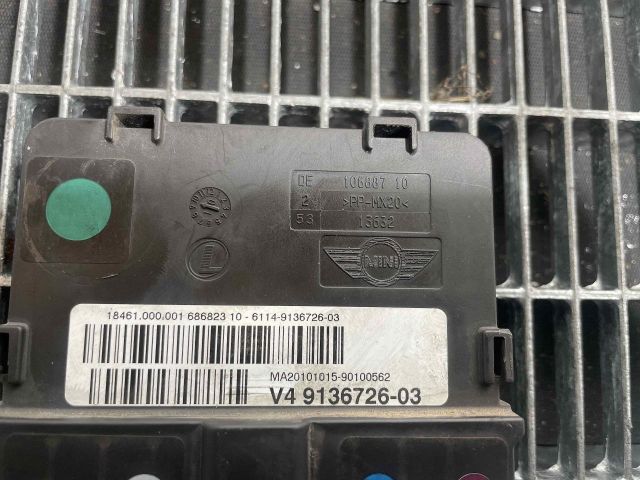 DE 106887 10
2 >PP-MX20<
53 13632
L
MINI
18461.000.001 686823 10 - 6114-9136726-03
MA20101015-90100562
V4 9136726-03